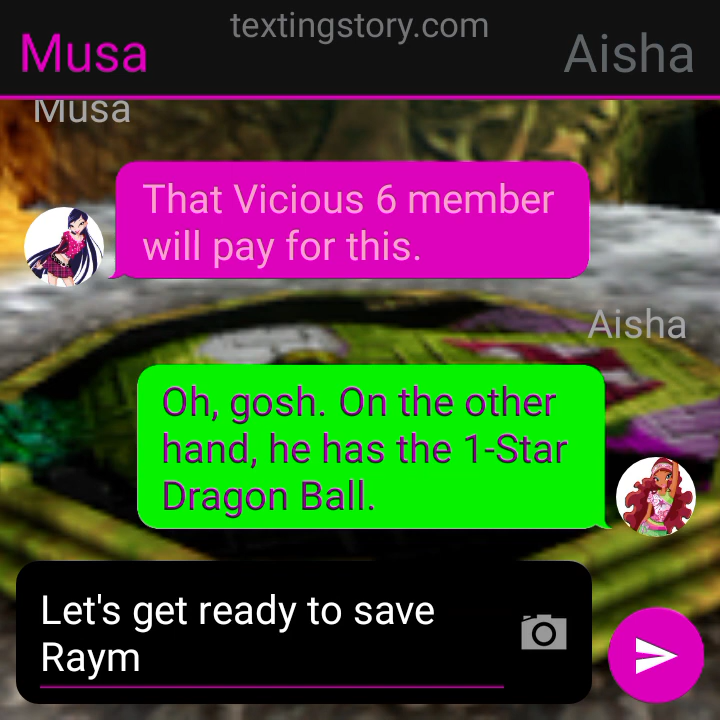 textingstory.com
Musa
Aisha
Musa
That Vicious 6 member
will pay for this.
Aisha
Oh, gosh. On the other
hand, he has the 1-Star
Dragon Ball.
Let's get ready to save
Raym